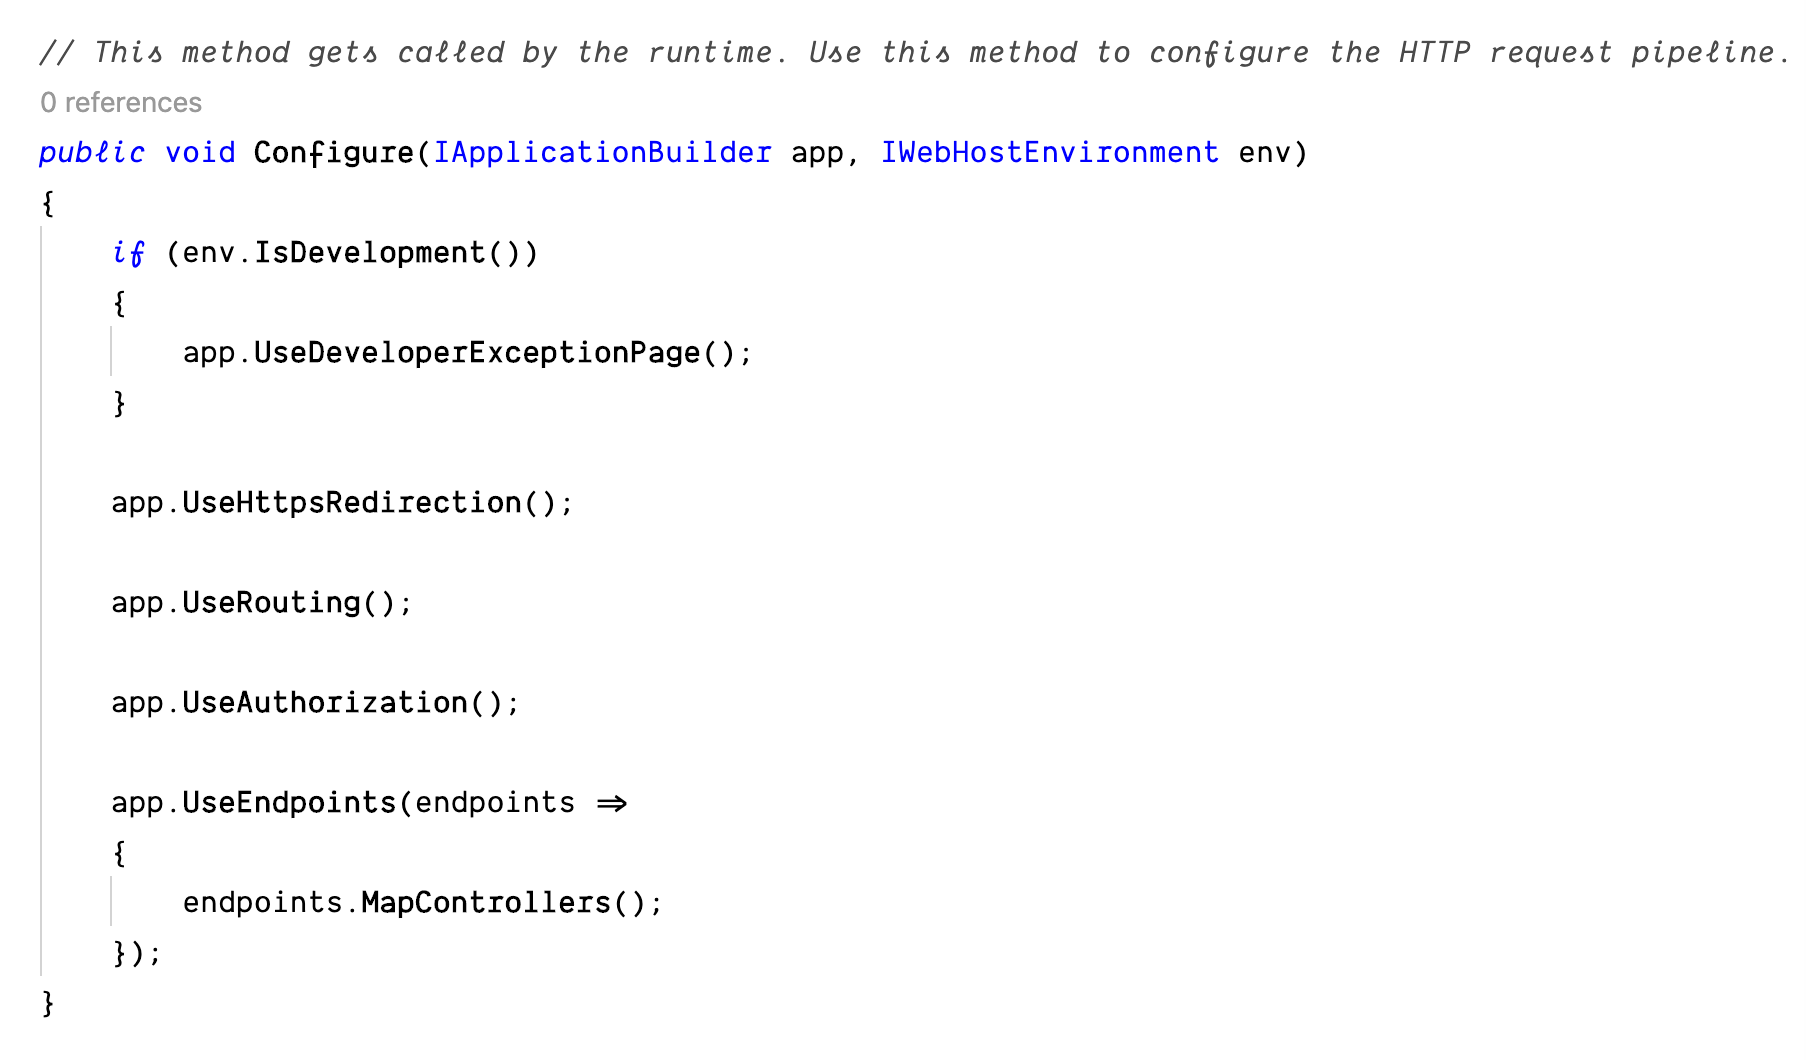 // This method gets called by the runtime. Use this method to configure the HTTP request pipeline.
0 references
public void Configure(IApplicationBuilder app, IWebHostEnvironment env)
{
    if (env.IsDevelopment())
    {
        app.UseDeveloperExceptionPage();
    }

    app.UseHttpsRedirection();

    app.UseRouting();

    app.UseAuthorization();

    app.UseEndpoints(endpoints =>
    {
        endpoints.MapControllers();
    });
}